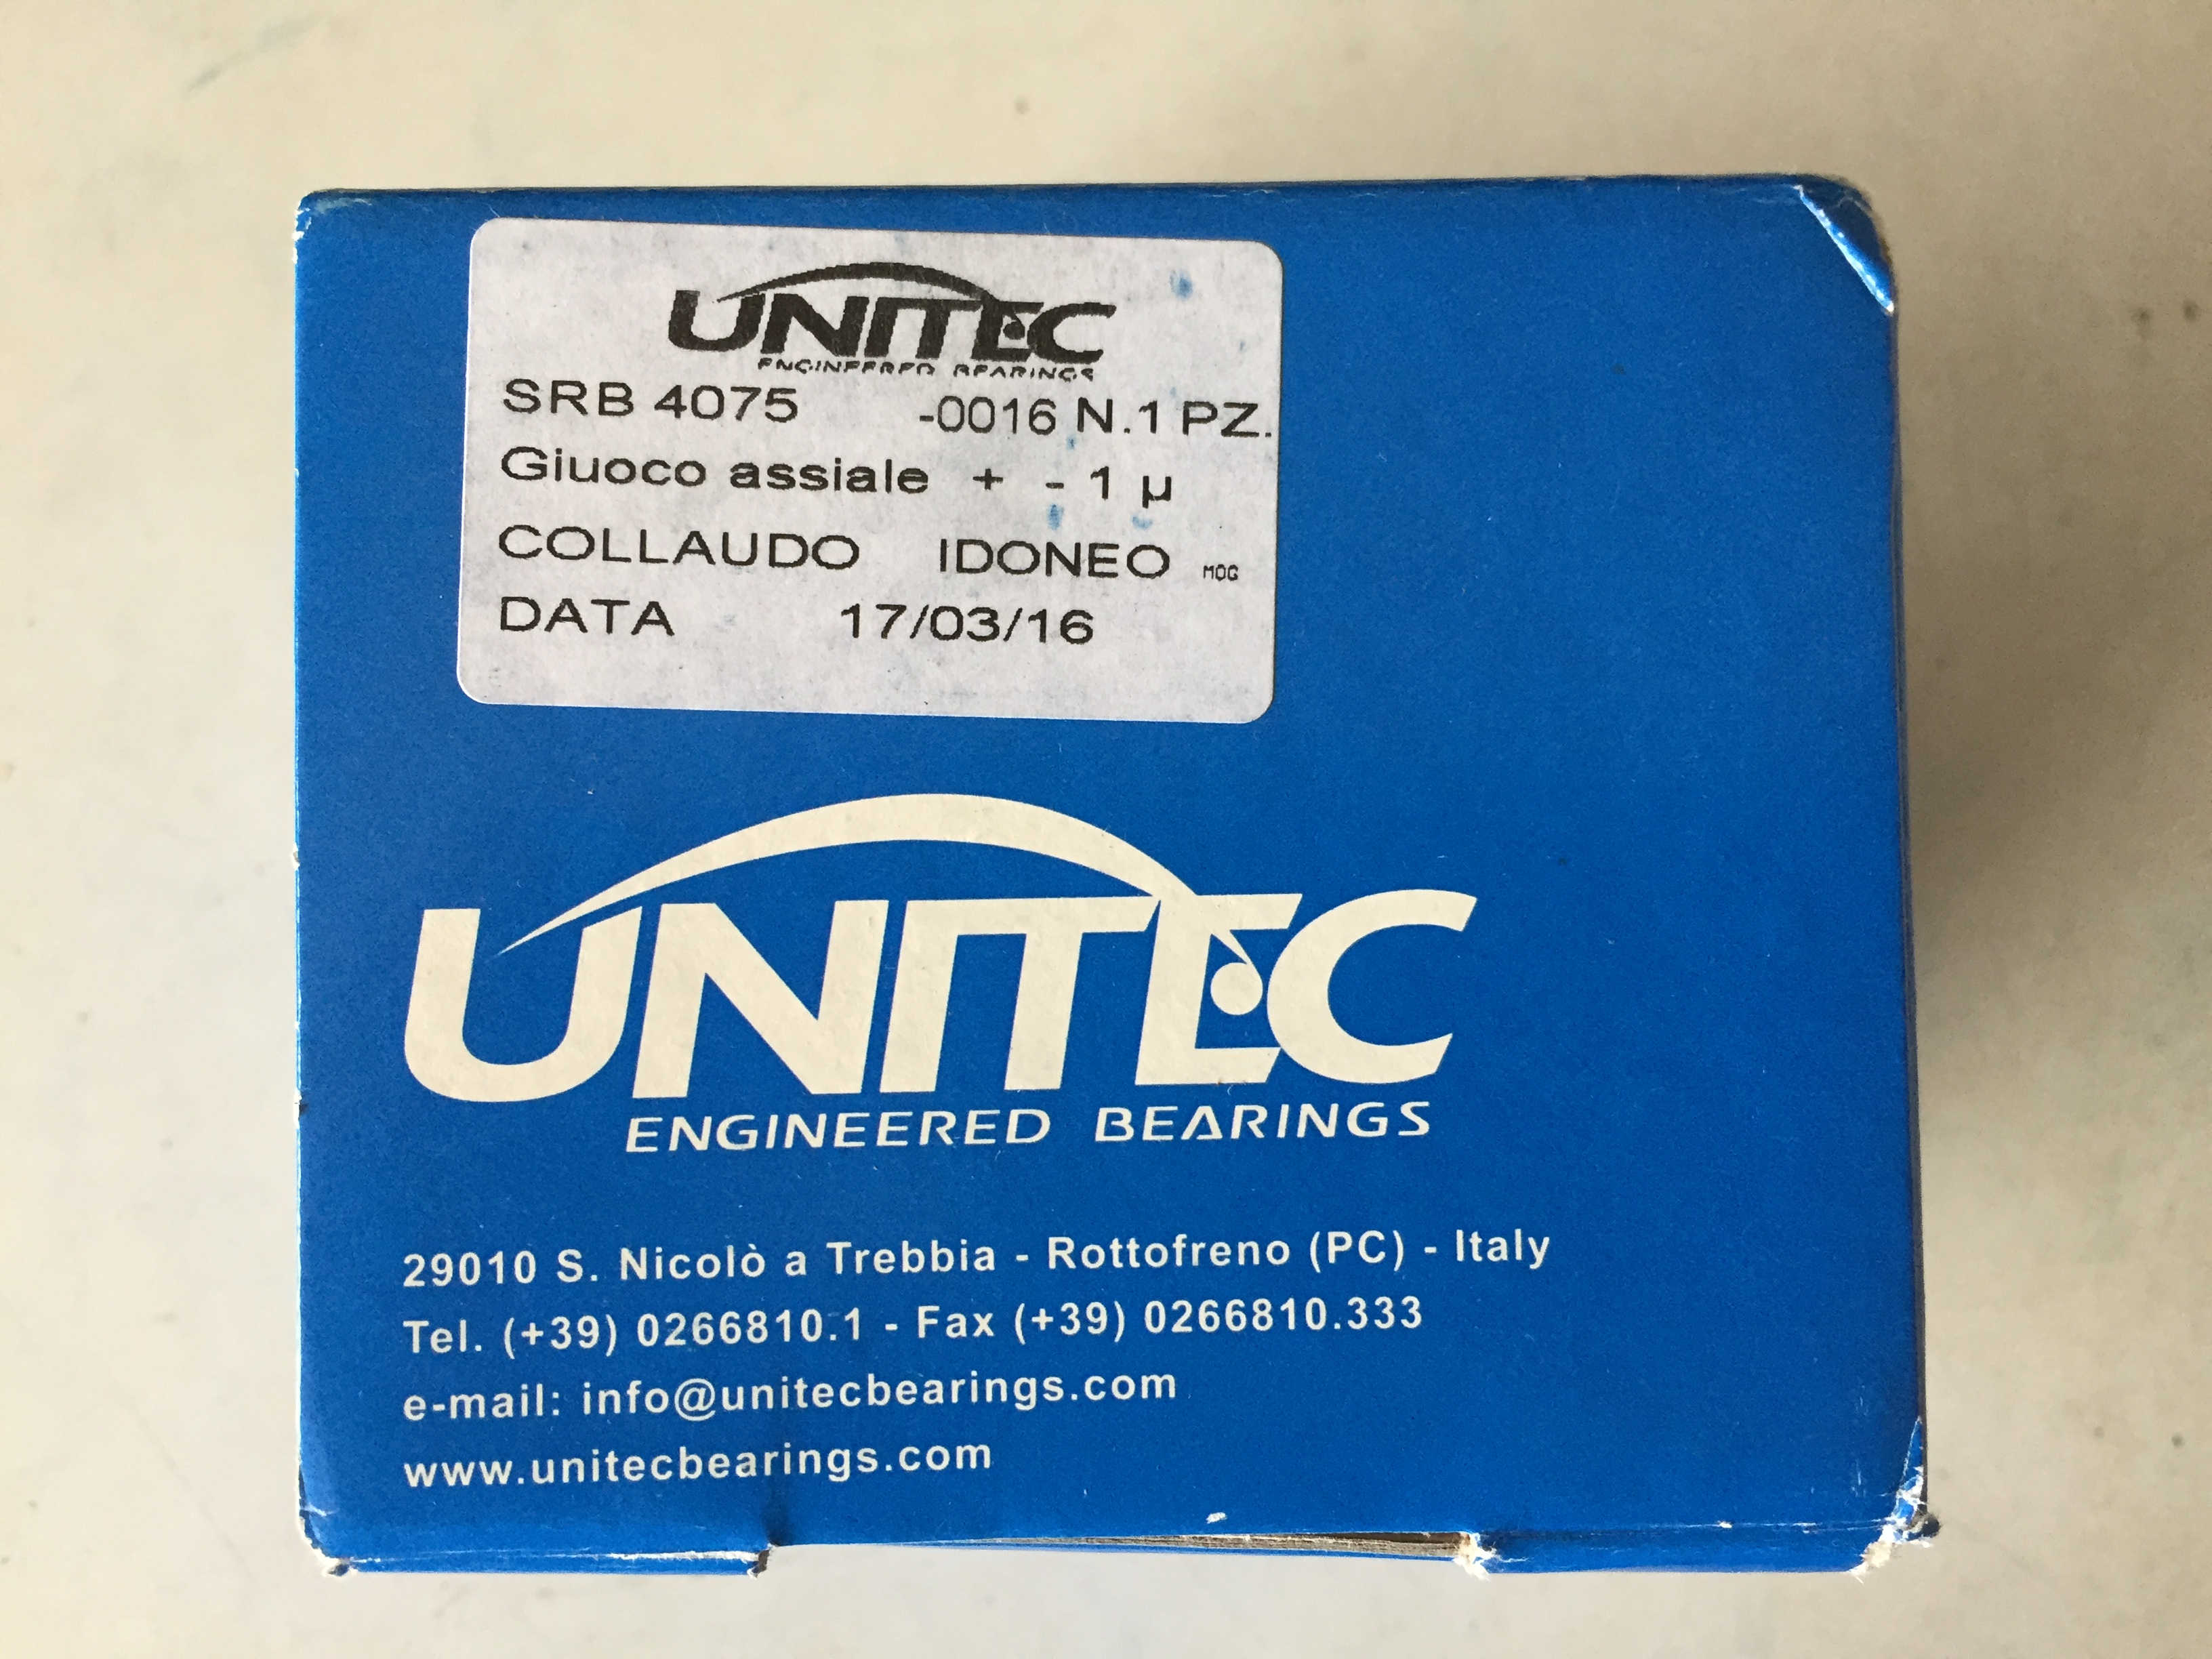 UNITEC
ENGINEERED BEARINGS
SRB 4075 -0016 N.1 PZ.
Giuoco assiale + - 1 µ
COLLAUDO IDONEO MOG
DATA 17/03/16
UNITEC
ENGINEERED BEARINGS
29010 S. Nicolò a Trebbia - Rottofreno (PC) - Italy
Tel. (+39) 0266810.1 - Fax (+39) 0266810.333
e-mail: info@unitecbearings.com
www.unitecbearings.com